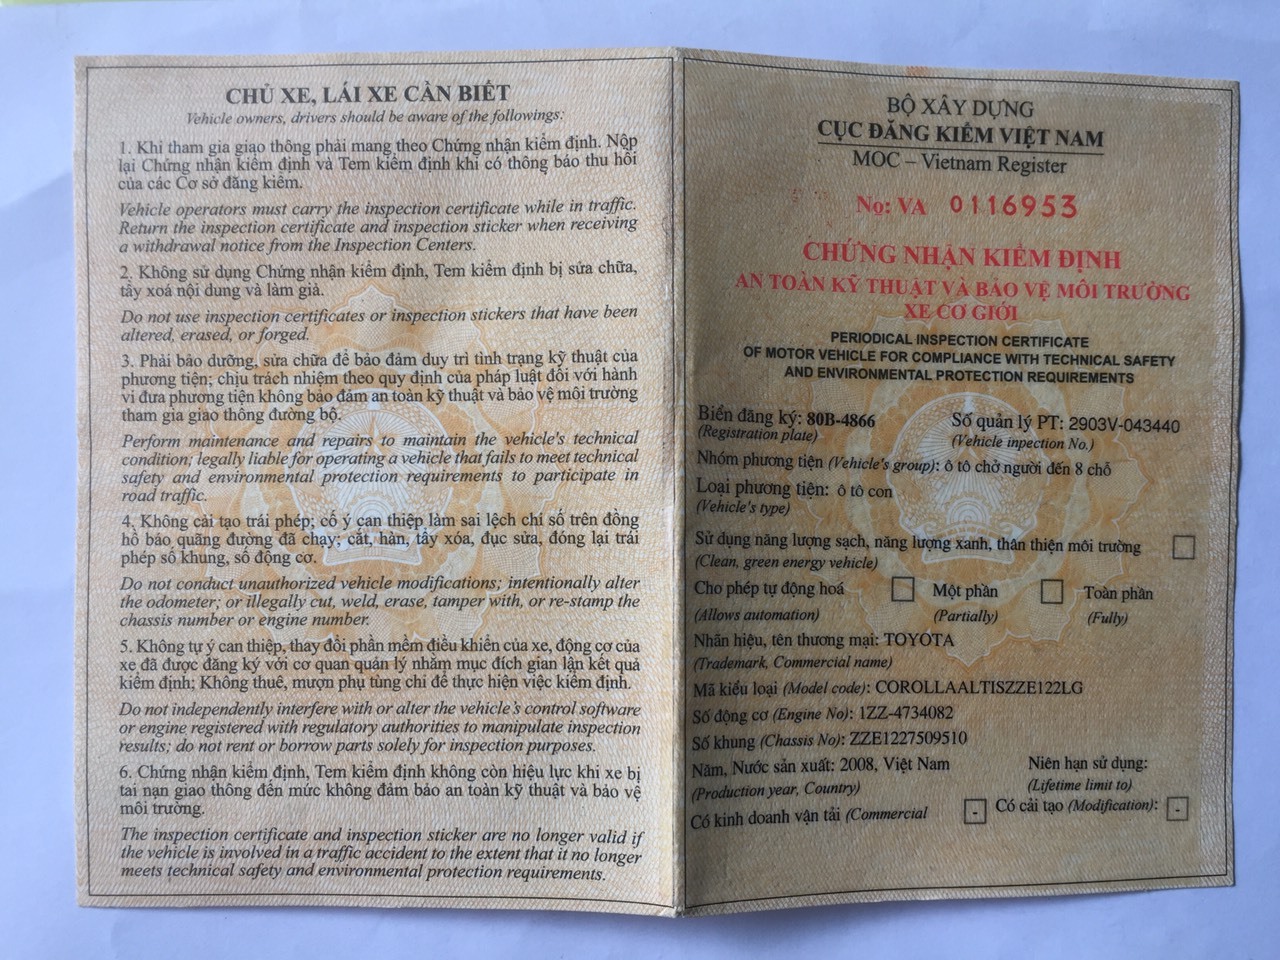 CHỦ XE, LÁI XE CẦN BIẾT
Vehicle owners, drivers should be aware of the followings:
1. Khi tham gia giao thông phải mang theo Chứng nhận kiểm định. Nộp
lại Chứng nhận kiểm định và Tem kiểm định khi có thông báo thu hồi
của các Cơ sở đăng kiểm.
Vehicle operators must carry the inspection certificate while in traffic.
Return the inspection certificate and inspection sticker when receiving
a withdrawal notice from the Inspection Centers.
2. Không sử dụng Chứng nhận kiểm định, Tem kiểm định bị sửa chữa,
tẩy xoá nội dung và làm giả.
Do not use inspection certificates or inspection stickers that have been
altered, erased, or forged.
3. Phải bảo dưỡng, sửa chữa để bảo đảm duy trì tình trạng kỹ thuật của
phương tiện; chịu trách nhiệm theo quy định của pháp luật đối với hành
vi đưa phương tiện không bảo đảm an toàn kỹ thuật và bảo vệ môi trường
tham gia giao thông đường bộ.
Perform maintenance and repairs to maintain the vehicle's technical
condition; legally liable for operating a vehicle that fails to meet technical
safety and environmental protection requirements to participate in
road traffic.
4. Không cải tạo trái phép; cố ý can thiệp làm sai lệch chỉ số trên đồng
hồ báo quãng đường đã chạy; cắt, hàn, tẩy xóa, đục sửa, đóng lại trái
phép số khung, số động cơ.
Do not conduct unauthorized vehicle modifications; intentionally alter
the odometer; or illegally cut, weld, erase, tamper with, or re-stamp the
chassis number or engine number.
5. Không tự ý can thiệp, thay đổi phần mềm điều khiển của xe, động cơ của
xe đã được đăng ký với cơ quan quản lý nhằm mục đích gian lận kết quả
kiểm định; Không thuê, mượn phụ tùng chỉ để thực hiện việc kiểm định.
Do not independently interfere with or alter the vehicle's control software
or engine registered with regulatory authorities to manipulate inspection
results; do not rent or borrow parts solely for inspection purposes.
6. Chứng nhận kiểm định, Tem kiểm định không còn hiệu lực khi xe bị
tai nạn giao thông đến mức không đảm bảo an toàn kỹ thuật và bảo vệ
môi trường.
The inspection certificate and inspection sticker are no longer valid if
the vehicle is involved in a traffic accident to the extent that it no longer
meets technical safety and environmental protection requirements.
BỘ XÂY DỰNG
CỤC ĐĂNG KIỂM VIỆT NAM
MOC – Vietnam Register
No: VA 0116953
CHỨNG NHẬN KIỂM ĐỊNH
AN TOÀN KỸ THUẬT VÀ BẢO VỆ MÔI TRƯỜNG
XE CƠ GIỚI
PERIODICAL INSPECTION CERTIFICATE
OF MOTOR VEHICLE FOR COMPLIANCE WITH TECHNICAL SAFETY
AND ENVIRONMENTAL PROTECTION REQUIREMENTS
Biển đăng ký: 80B-4866 Số quản lý PT: 2903V-043440
(Registration plate) (Vehicle inpection No.)
Nhóm phương tiện (Vehicle's group): ô tô chở người đến 8 chỗ
Loại phương tiện: ô tô con
(Vehicle's type)
Sử dụng năng lượng sạch, năng lượng xanh, thân thiện môi trường
(Clean, green energy vehicle)
Cho phép tự động hoá Một phần Toàn phần
(Allows automation) (Partially) (Fully)
Nhãn hiệu, tên thương mại: TOYOTA
(Trademark, Commercial name)
Mã kiểu loại (Model code): COROLLAALTISZZE122LG
Số động cơ (Engine No): 1ZZ-4734082
Số khung (Chassis No): ZZE1227509510
Năm, Nước sản xuất: 2008, Việt Nam Niên hạn sử dụng:
(Production year, Country) (Lifetime limit to)
Có kinh doanh vận tải (Commercial - Có cải tạo (Modification): -